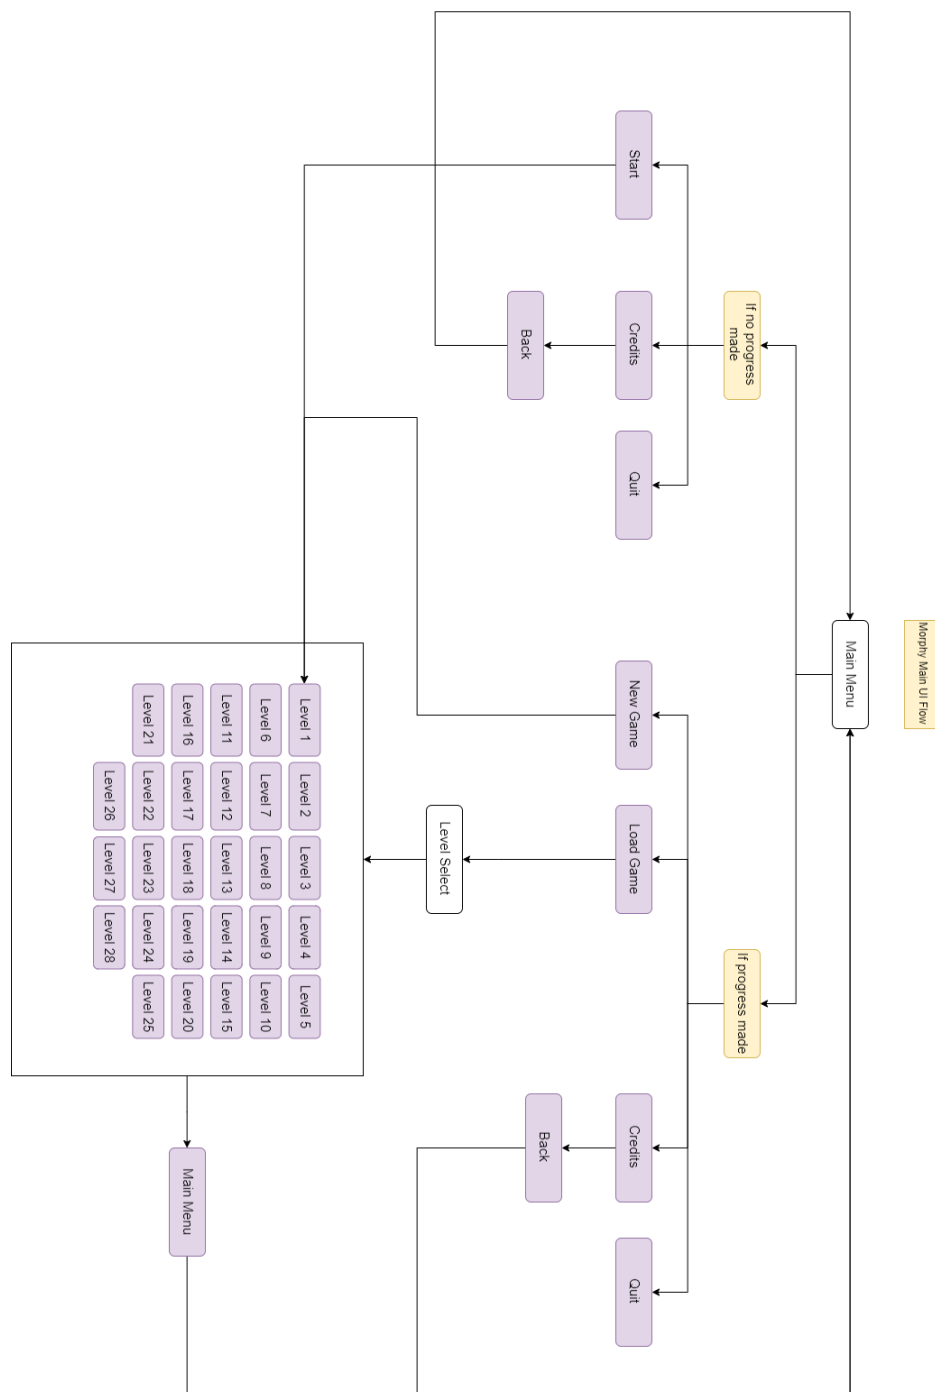 Morphy Main UI Flow
Main Menu
If no progress
made
If progress made
Start
Credits
Quit
New Game
Load Game
Credits
Quit
Back
Back
Level Select
Level 1
Level 2
Level 3
Level 4
Level 5
Level 6
Level 7
Level 8
Level 9
Level 10
Level 11
Level 12
Level 13
Level 14
Level 15
Level 16
Level 17
Level 18
Level 19
Level 20
Level 21
Level 22
Level 23
Level 24
Level 25
Level 26
Level 27
Level 28
Main Menu